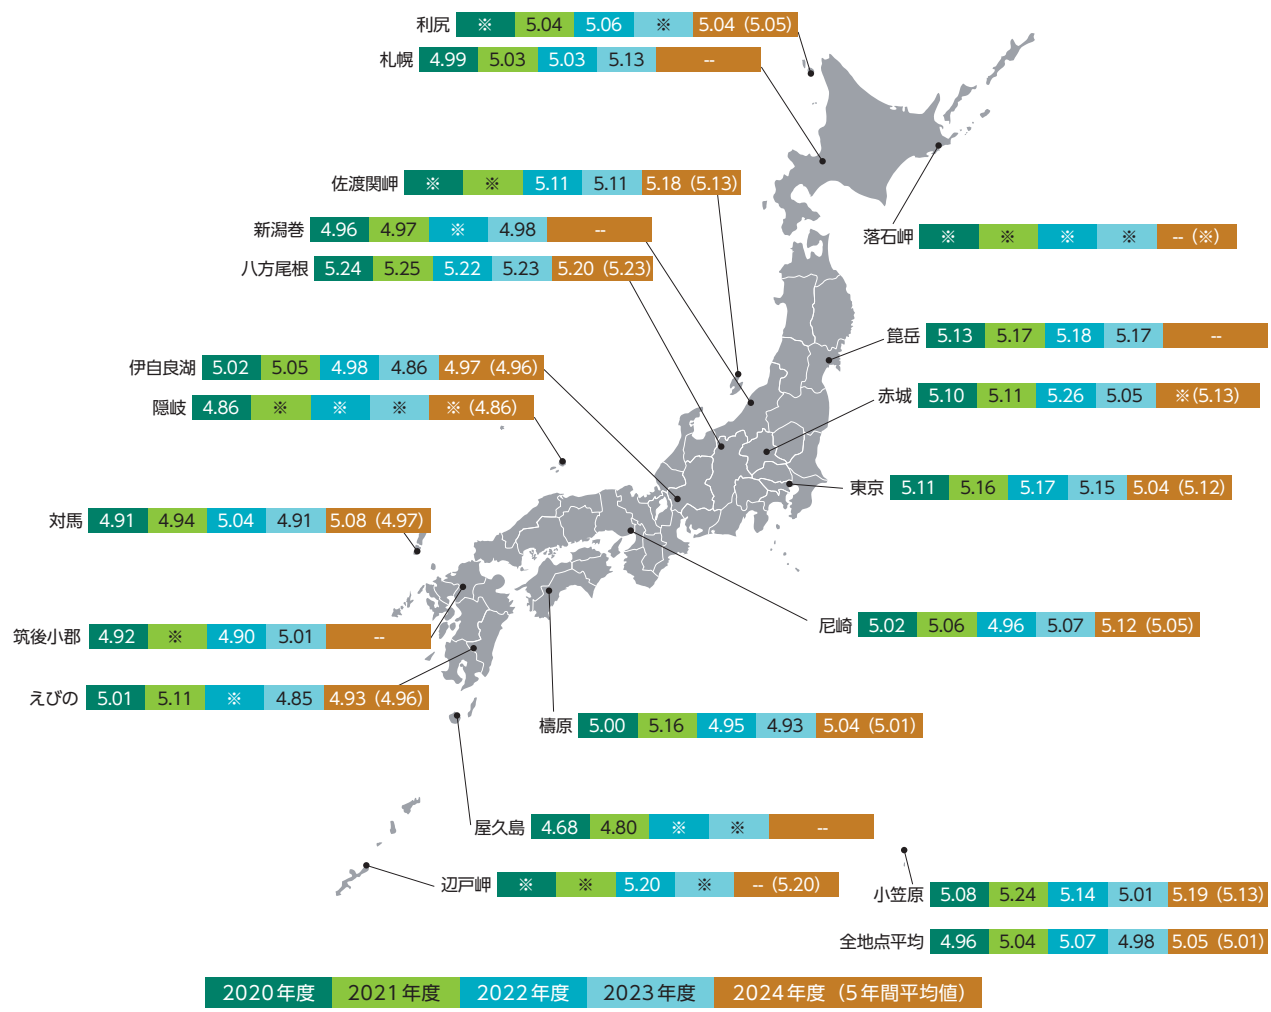 利尻 ※ 5.04 5.06 ※ 5.04（5.05）
札幌 4.99 5.03 5.03 5.13 --
佐渡関岬 ※ ※ 5.11 5.11 5.18（5.13）
新潟巻 4.96 4.97 ※ 4.98 --
落石岬 ※ ※ ※ ※ --（※）
八方尾根 5.24 5.25 5.22 5.23 5.20（5.23）
箟岳 5.13 5.17 5.18 5.17 --
伊自良湖 5.02 5.05 4.98 4.86 4.97（4.96）
赤城 5.10 5.11 5.26 5.05 ※（5.13）
隠岐 4.86 ※ ※ ※ ※（4.86）
東京 5.11 5.16 5.17 5.15 5.04（5.12）
対馬 4.91 4.94 5.04 4.91 5.08（4.97）
尼崎 5.02 5.06 4.96 5.07 5.12（5.05）
筑後小郡 4.92 ※ 4.90 5.01 --
えびの 5.01 5.11 ※ 4.85 4.93（4.96）
檮原 5.00 5.16 4.95 4.93 5.04（5.01）
屋久島 4.68 4.80 ※ ※ --
辺戸岬 ※ ※ 5.20 ※ --（5.20）
小笠原 5.08 5.24 5.14 5.01 5.19（5.13）
全地点平均 4.96 5.04 5.07 4.98 5.05（5.01）
2020年度 2021年度 2022年度 2023年度 2024年度（5年間平均値）